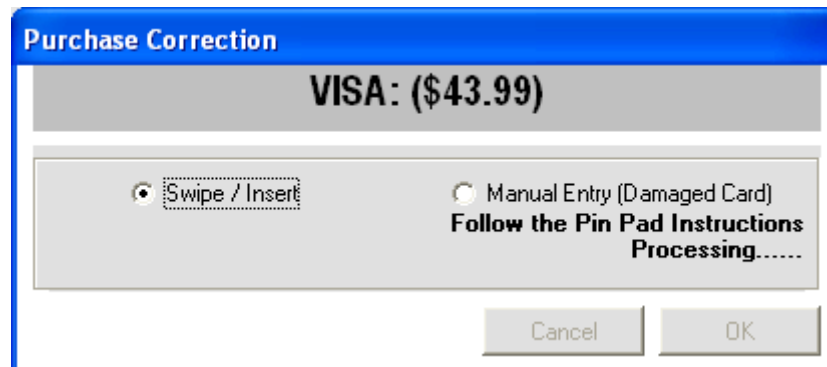 Purchase Correction
VISA: ($43.99)
Swipe / Insert
Manual Entry (Damaged Card)
Follow the Pin Pad Instructions
Processing......
Cancel
OK